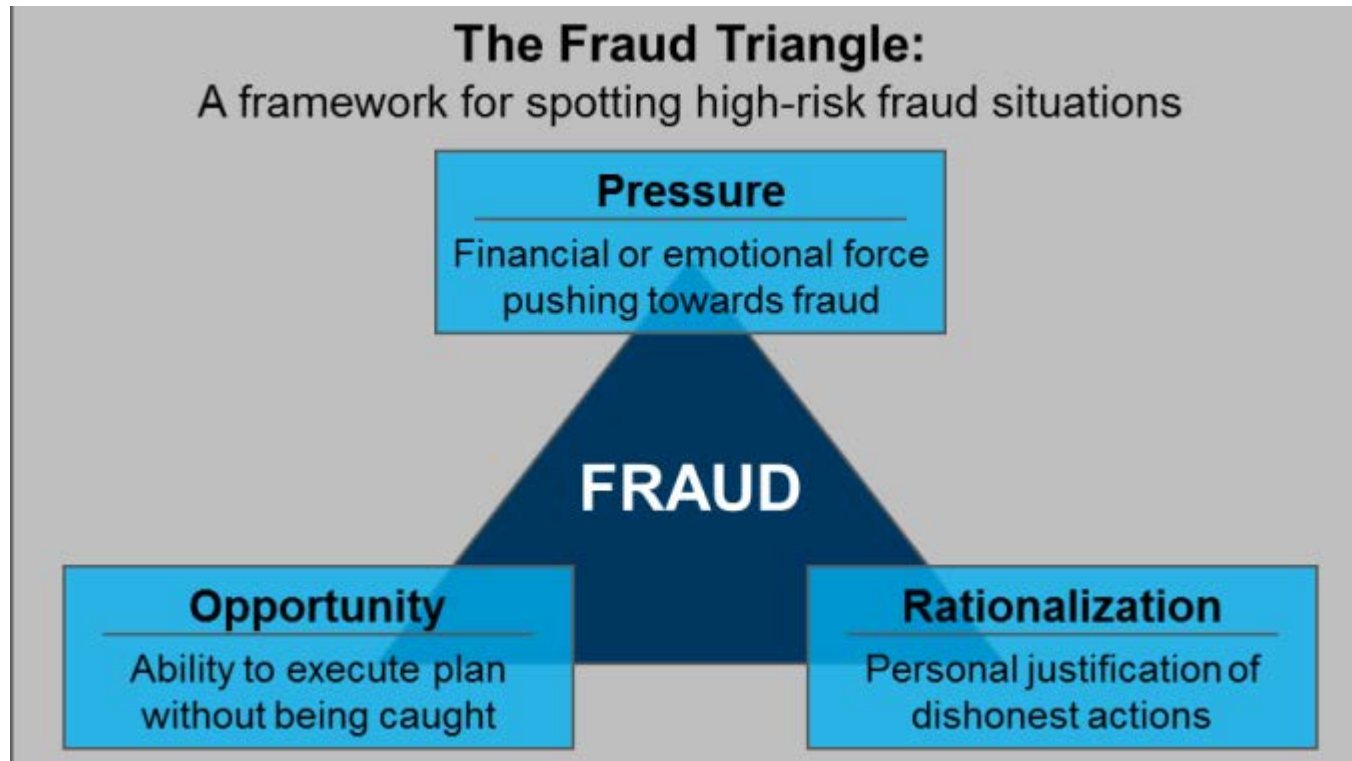 The Fraud Triangle:
A framework for spotting high-risk fraud situations
Pressure
Financial or emotional force
pushing towards fraud
FRAUD
Opportunity
Ability to execute plan
without being caught
Rationalization
Personal justification of
dishonest actions